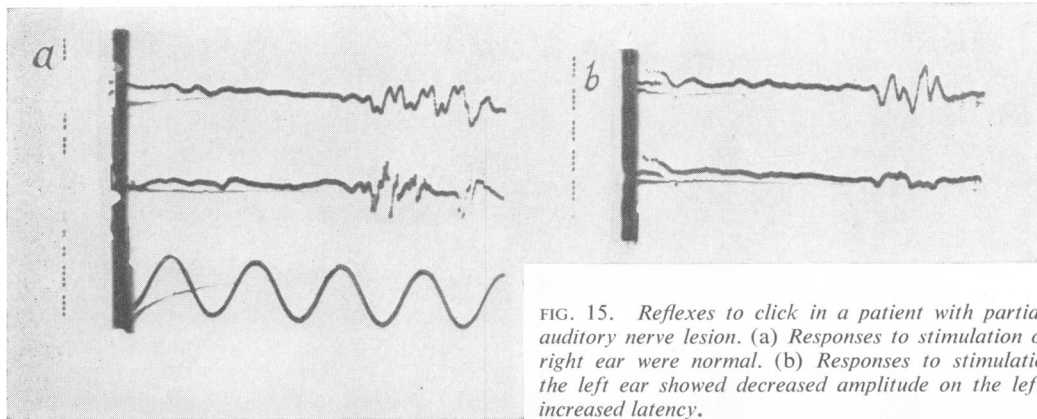 a
b
FIG. 15. Reflexes to click in a patient with partia
auditory nerve lesion. (a) Responses to stimulation o
right ear were normal. (b) Responses to stimulatio
the left ear showed decreased amplitude on the lef
increased latency.